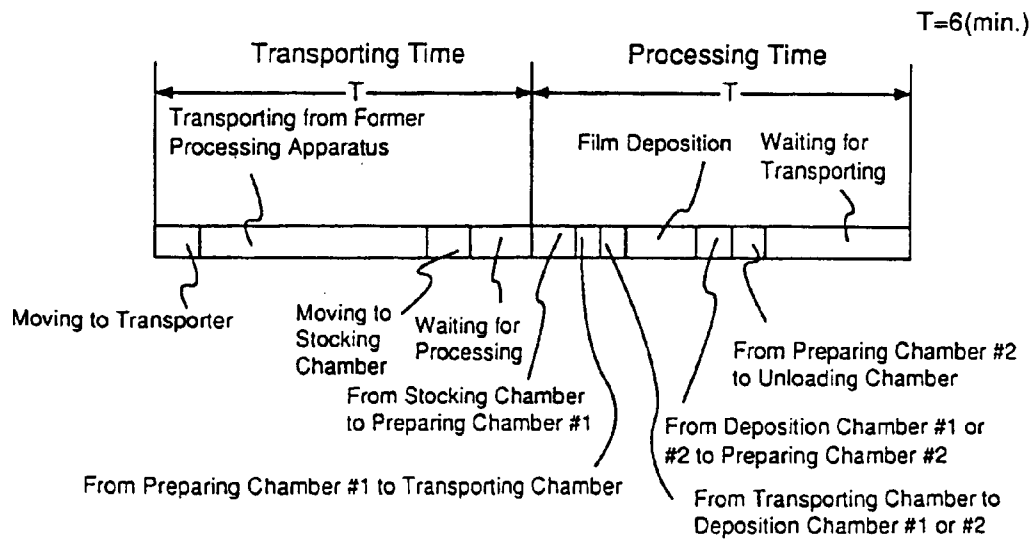 T=6(min.)
Transporting Time
Processing Time
T
T
Transporting from Former
Processing Apparatus
Film Deposition
Waiting for
Transporting
Moving to Transporter
Moving to
Stocking
Chamber
Waiting for
Processing
From Stocking Chamber
to Preparing Chamber #1
From Preparing Chamber #1 to Transporting Chamber
From Preparing Chamber #2
to Unloading Chamber
From Deposition Chamber #1 or
#2 to Preparing Chamber #2
From Transporting Chamber to
Deposition Chamber #1 or #2